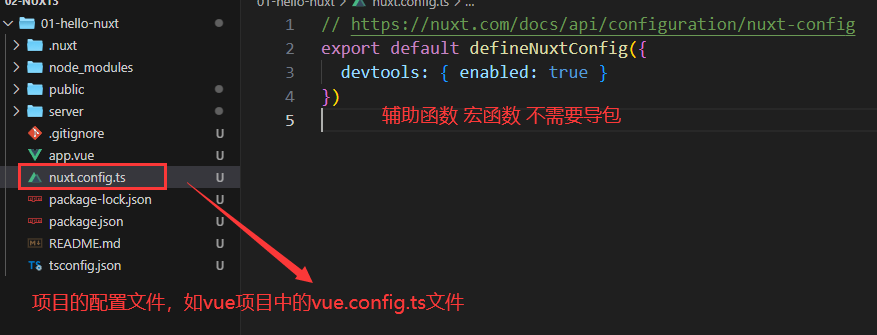 02-NUXT3
01-hello-nuxt
.nuxt
node_modules
public
server
.gitignore
app.vue U
nuxt.config.ts U
package-lock.json U
package.json U
README.md U
tsconfig.json U
01-hello-nuxt > nuxt.config.ts > ...
1 // https://nuxt.com/docs/api/configuration/nuxt-config
2 export default defineNuxtConfig({
3 devtools: { enabled: true }
4 })
5
辅助函数 宏函数 不需要导包
项目的配置文件，如vue项目中的vue.config.ts文件